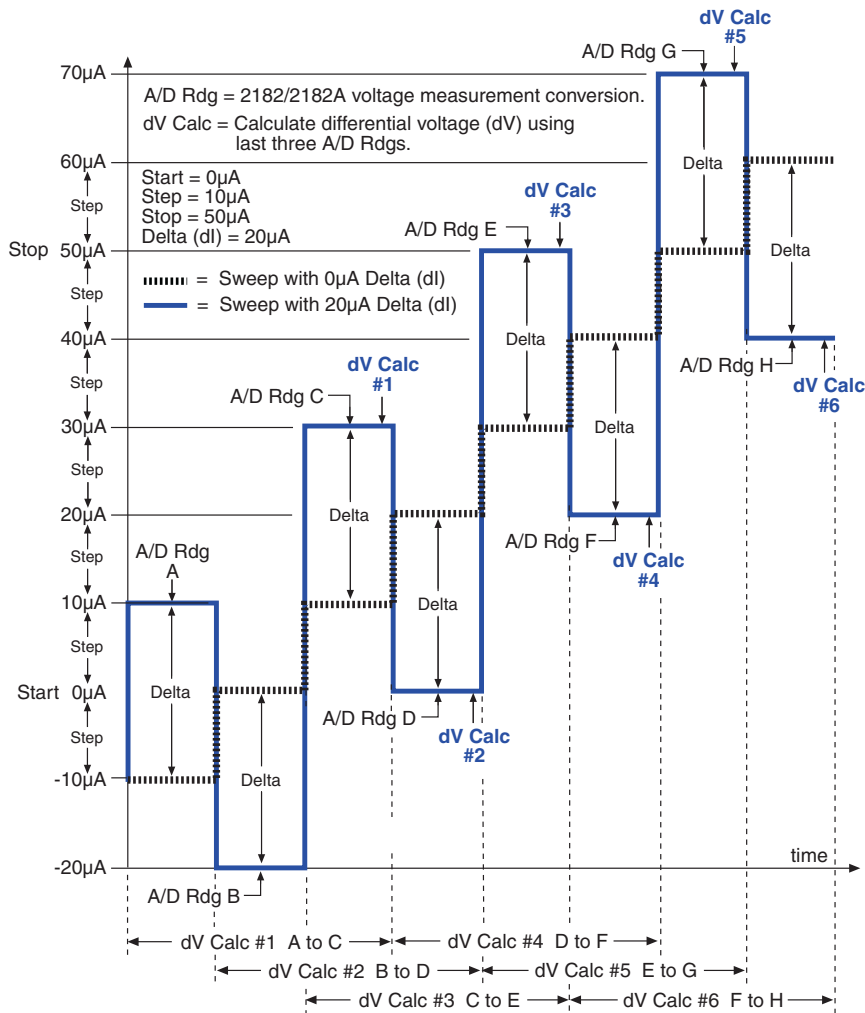 dV Calc
#5
A/D Rdg G
70µA
A/D Rdg = 2182/2182A voltage measurement conversion.
dV Calc = Calculate differential voltage (dV) using
last three A/D Rdgs.
Delta
60µA
Start = 0µA
Step = 10µA
Stop = 50µA
Delta (dI) = 20µA
dV Calc
#3
Step
A/D Rdg E
Delta
Stop 50µA
= Sweep with 0µA Delta (dI)
= Sweep with 20µA Delta (dI)
Step
Delta
40µA
dV Calc
#1
A/D Rdg H
dV Calc
#6
Step
A/D Rdg C
30µA
Delta
Step
Delta
20µA
A/D Rdg F
dV Calc
#4
Step
A/D Rdg
A
10µA
Delta
Step
Delta
Start 0µA
A/D Rdg D
dV Calc
#2
Step
Delta
-10µA
time
-20µA
A/D Rdg B
dV Calc #1 A to C
dV Calc #4 D to F
dV Calc #2 B to D
dV Calc #5 E to G
dV Calc #3 C to E
dV Calc #6 F to H